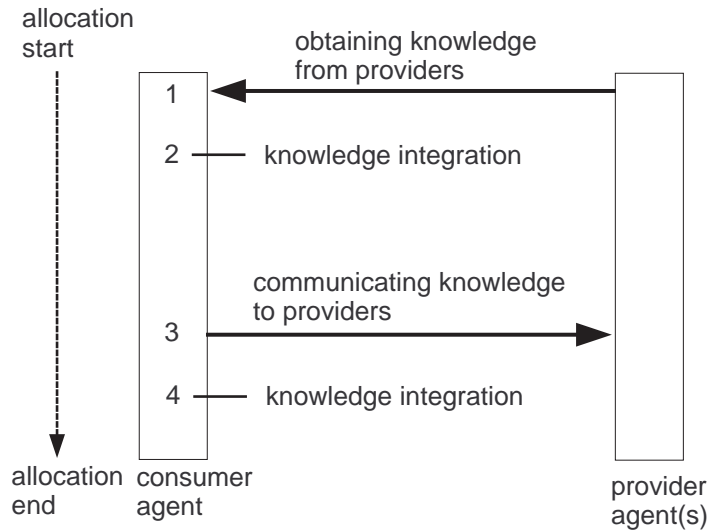 allocation
start
obtaining knowledge
from providers
1
2
knowledge integration
communicating knowledge
to providers
3
4
knowledge integration
allocation
end
consumer
agent
provider
agent(s)